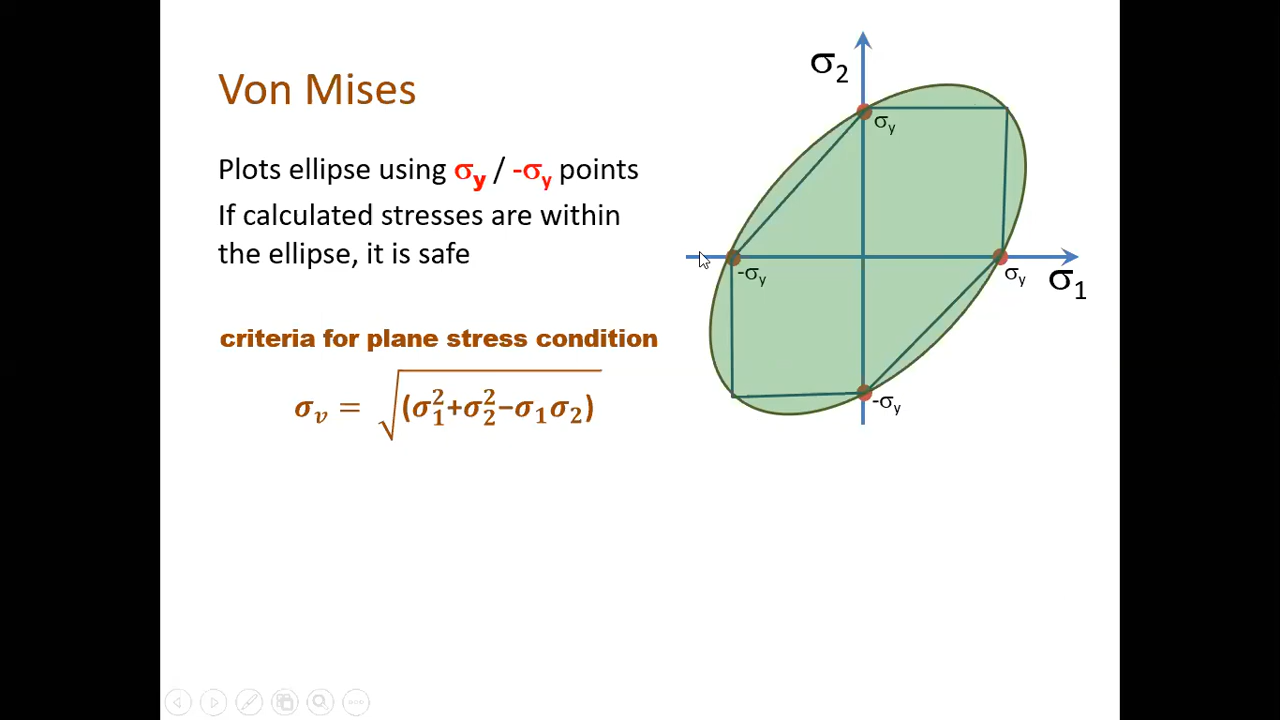 Von Mises
Plots ellipse using σy / -σy points
If calculated stresses are within
the ellipse, it is safe
criteria for plane stress condition
σᵥ = √(σ₁²+σ₂²−σ₁σ₂)
σ₂
σy
-σy
σy
σ₁
-σy